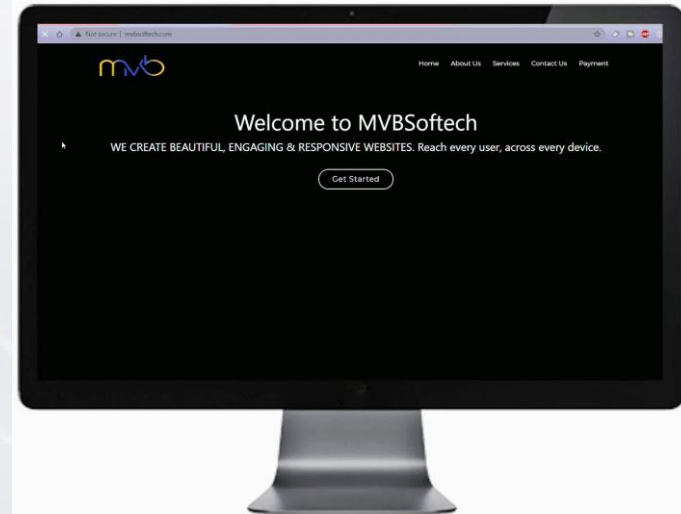 Not secure | mvbsoftech.com
mvb
Home About Us Services Contact Us Payment
Welcome to MVBSoftech
WE CREATE BEAUTIFUL, ENGAGING & RESPONSIVE WEBSITES. Reach every user, across every device.
Get Started